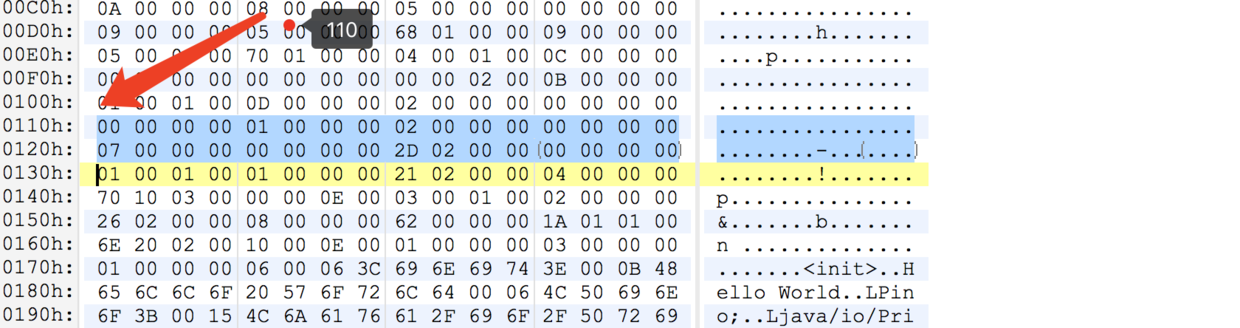 00C0h: 0A 00 00 00 08 00 00 00 05 00 00 00 00 00 00 00 ................
00D0h: 09 00 00 00 05 00 00 68 01 00 00 09 00 00 00 ........h.......
110
00E0h: 05 00 00 00 70 01 00 00 04 00 01 00 0C 00 00 00 ....p...........
00F0h: 00 00 00 00 00 00 00 00 00 00 02 00 0B 00 00 00 ................
0100h: 01 00 01 00 0D 00 00 00 02 00 00 00 00 00 00 00 ................
0110h: 00 00 00 00 01 00 00 00 02 00 00 00 00 00 00 00 ................
0120h: 07 00 00 00 00 00 00 00 2D 02 00 00 (00 00 00 00) ........-...(....)
0130h: 01 00 01 00 01 00 00 00 21 02 00 00 04 00 00 00 ........!.......
0140h: 70 10 03 00 00 00 0E 00 03 00 01 00 02 00 00 00 p...............
0150h: 26 02 00 00 08 00 00 00 62 00 00 00 1A 01 01 00 &.......b.......
0160h: 6E 20 02 00 10 00 0E 00 01 00 00 00 03 00 00 00 n ..............
0170h: 01 00 00 00 06 00 06 3C 69 6E 69 74 3E 00 0B 48 .......<init>..H
0180h: 65 6C 6C 6F 20 57 6F 72 6C 64 00 06 4C 50 69 6E ello World..LPin
0190h: 6F 3B 00 15 4C 6A 61 76 61 2F 69 6F 2F 50 72 69 o;..Ljava/io/Pri